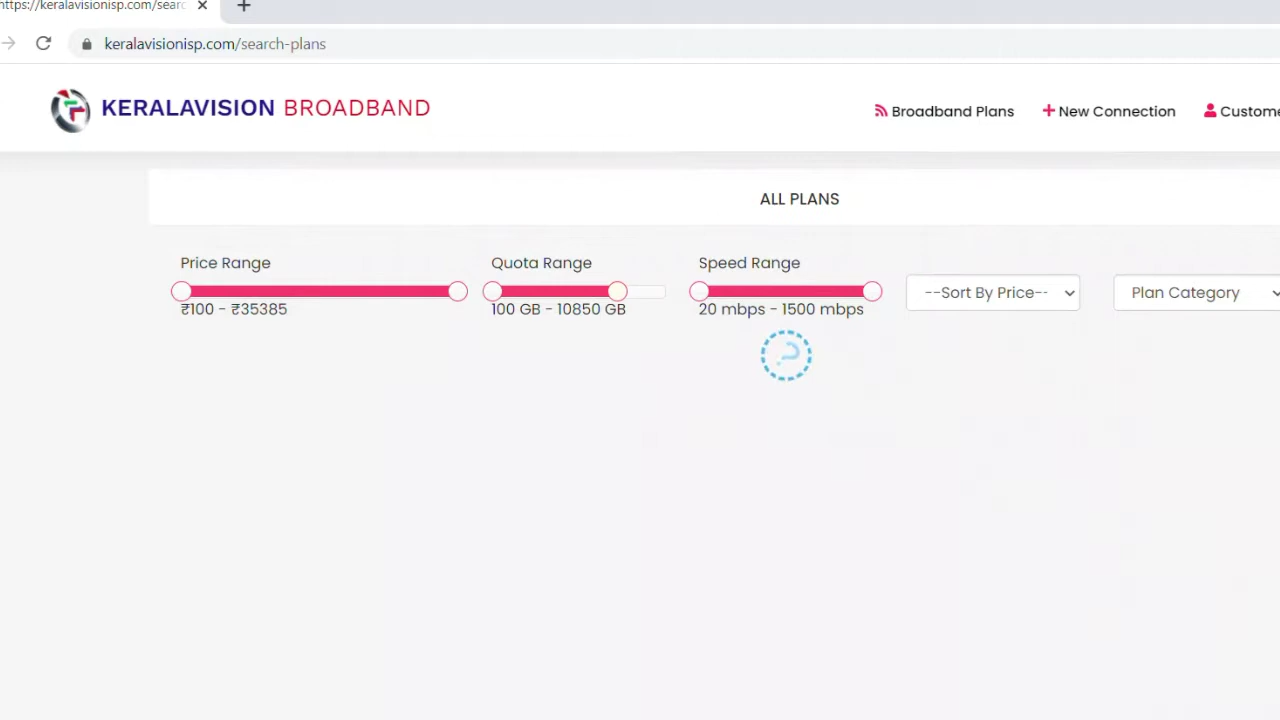 https://keralavisionisp.com/sear
keralavisionisp.com/search-plans
KERALAVISION BROADBAND
Broadband Plans
New Connection
Custome
ALL PLANS
Price Range
₹100 - ₹35385
Quota Range
100 GB - 10850 GB
Speed Range
20 mbps - 1500 mbps
--Sort By Price--
Plan Category